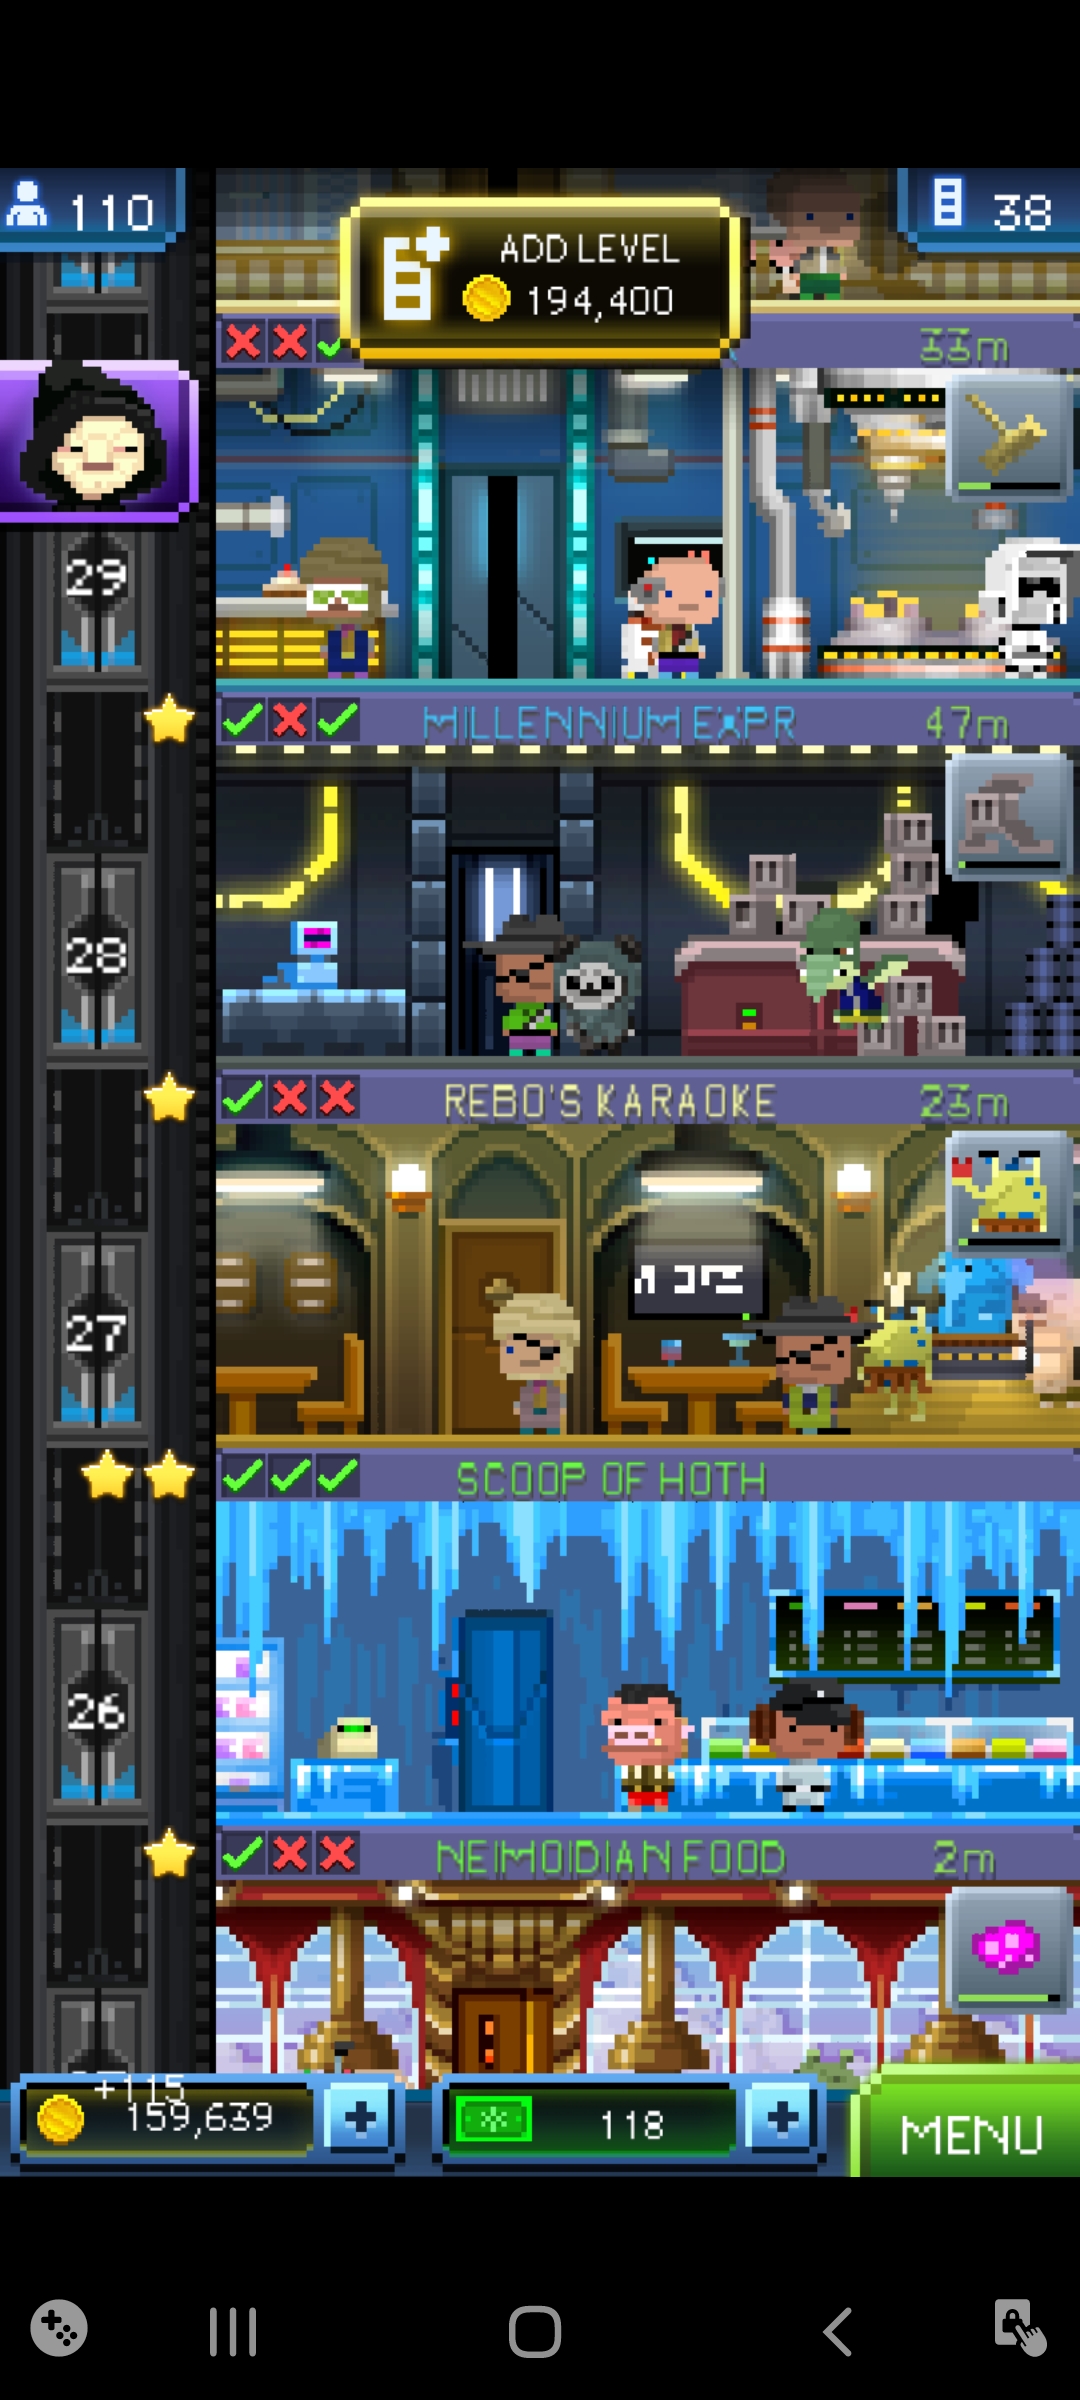 110
38
ADD LEVEL
194,400
33m
29
MILLENNIUM EXPR
47m
28
REBO'S KARAOKE
23m
27
SCOOP OF HOTH
26
NEIMOIDIAN FOOD
2m
+115
159,639
118
MENU